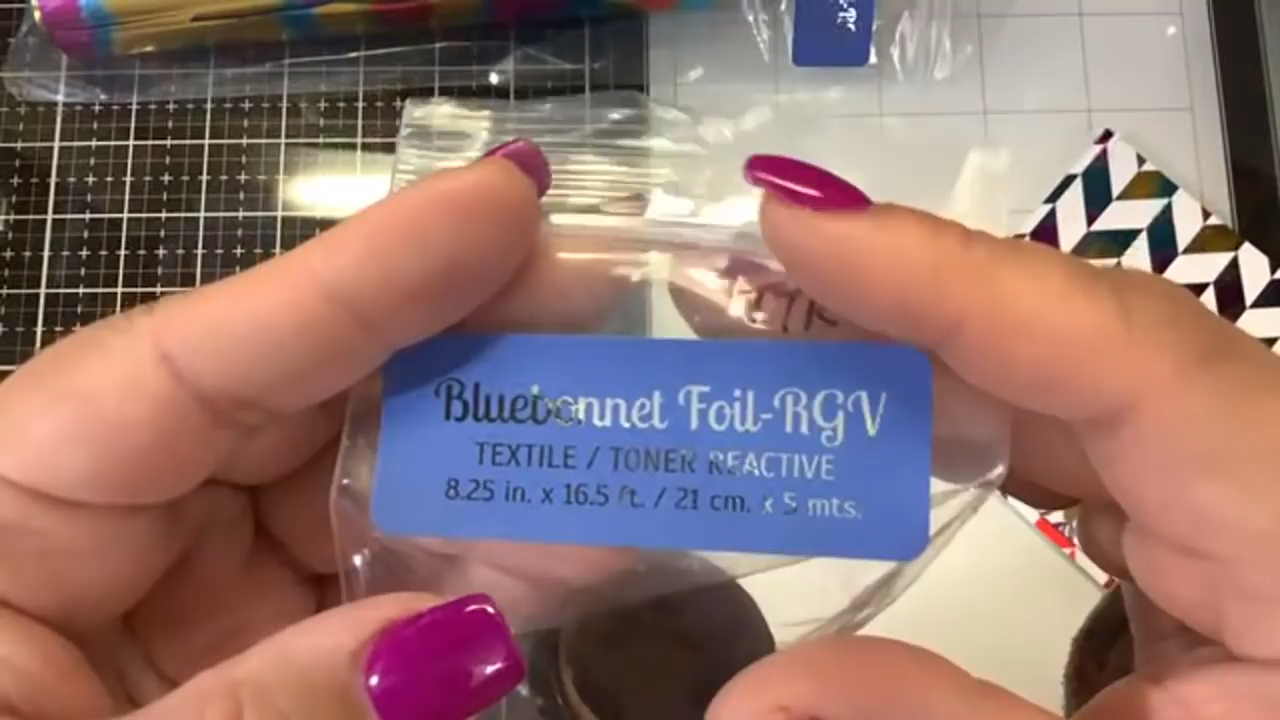 Bluebonnet Foil-RGV
TEXTILE / TONER REACTIVE
8.25 in. x 16.5 ft. / 21 cm. x 5 mts.